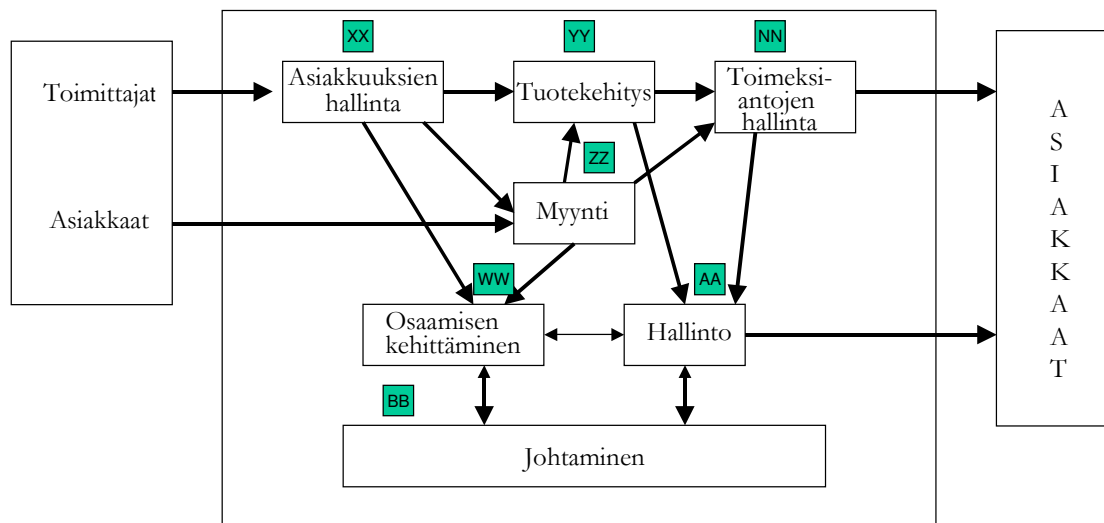 XX
YY
NN
Toimittajat
Asiakkuuksien
hallinta
Tuotekehitys
Toimeksi-
antojen
hallinta
ZZ
Asiakkaat
Myynti
WW
AA
Osaamisen
kehittäminen
Hallinto
BB
Johtaminen
A
S
I
A
K
K
A
A
T